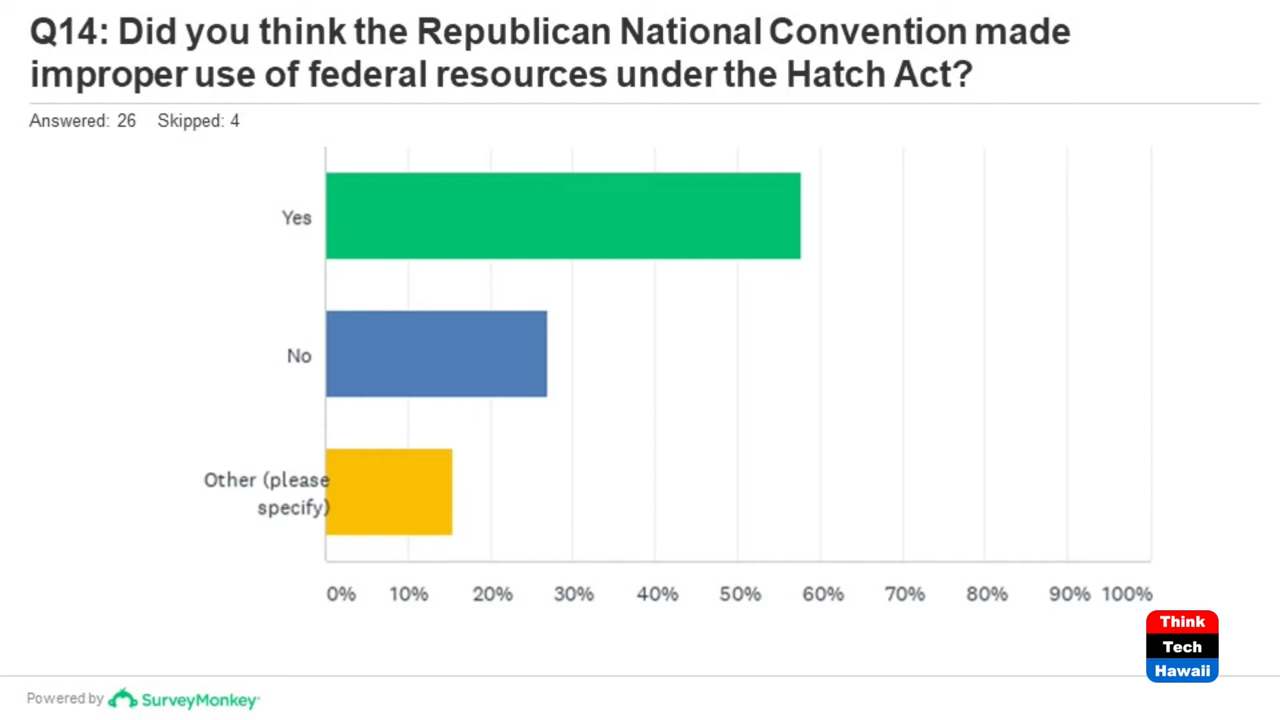 Q14: Did you think the Republican National Convention made
improper use of federal resources under the Hatch Act?
Answered: 26 Skipped: 4
Yes
No
Other (please
specify)
0% 10% 20% 30% 40% 50% 60% 70% 80% 90% 100%
Think
Tech
Hawaii
Powered by SurveyMonkey